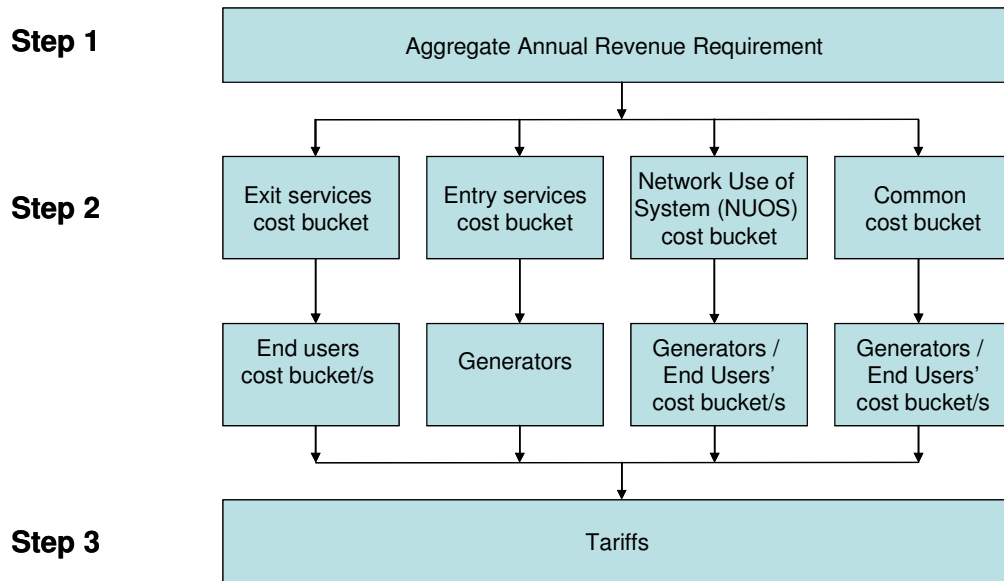 Step 1
Aggregate Annual Revenue Requirement
Step 2
Exit services
cost bucket
Entry services
cost bucket
Network Use of
System (NUOS)
cost bucket
Common
cost bucket
End users
cost bucket/s
Generators
Generators /
End Users'
cost bucket/s
Generators /
End Users'
cost bucket/s
Step 3
Tariffs